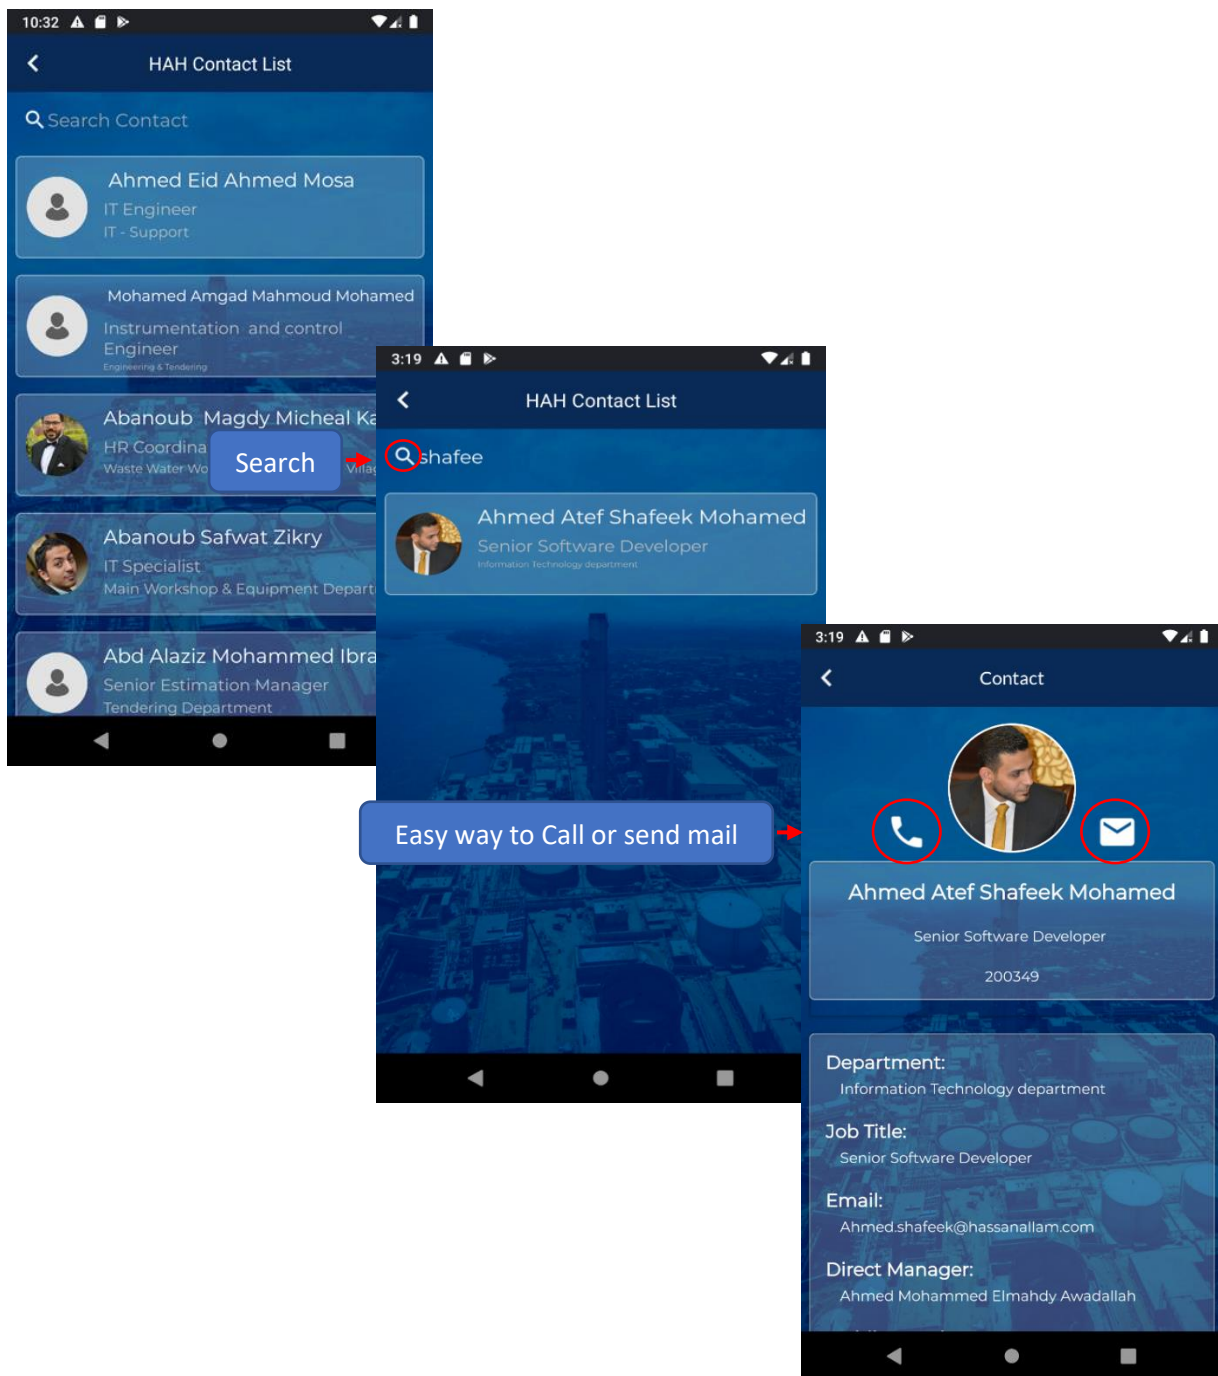 10:32
HAH Contact List
Search Contact
Ahmed Eid Ahmed Mosa
IT Engineer
IT - Support
Mohamed Amgad Mahmoud Mohamed
Instrumentation and control
Engineer
Engineering & Tendering
Abanoub Magdy Micheal
HR
Waste Water
Abanoub Safwat Zikry
IT Specialist
Main Workshop & Equipment
Abd Alaziz Mohammed
Senior Estimation Manager
Tendering Department
Search
3:19
HAH Contact List
shafee
Ahmed Atef Shafeek Mohamed
Senior Software Developer
Information Technology department
Easy way to Call or send mail
3:19
Contact
Ahmed Atef Shafeek Mohamed
Senior Software Developer
200349
Department:
Information Technology department
Job Title:
Senior Software Developer
Email:
Ahmed.shafeek@hassanallam.com
Direct Manager:
Ahmed Mohammed Elmahdy Awadallah